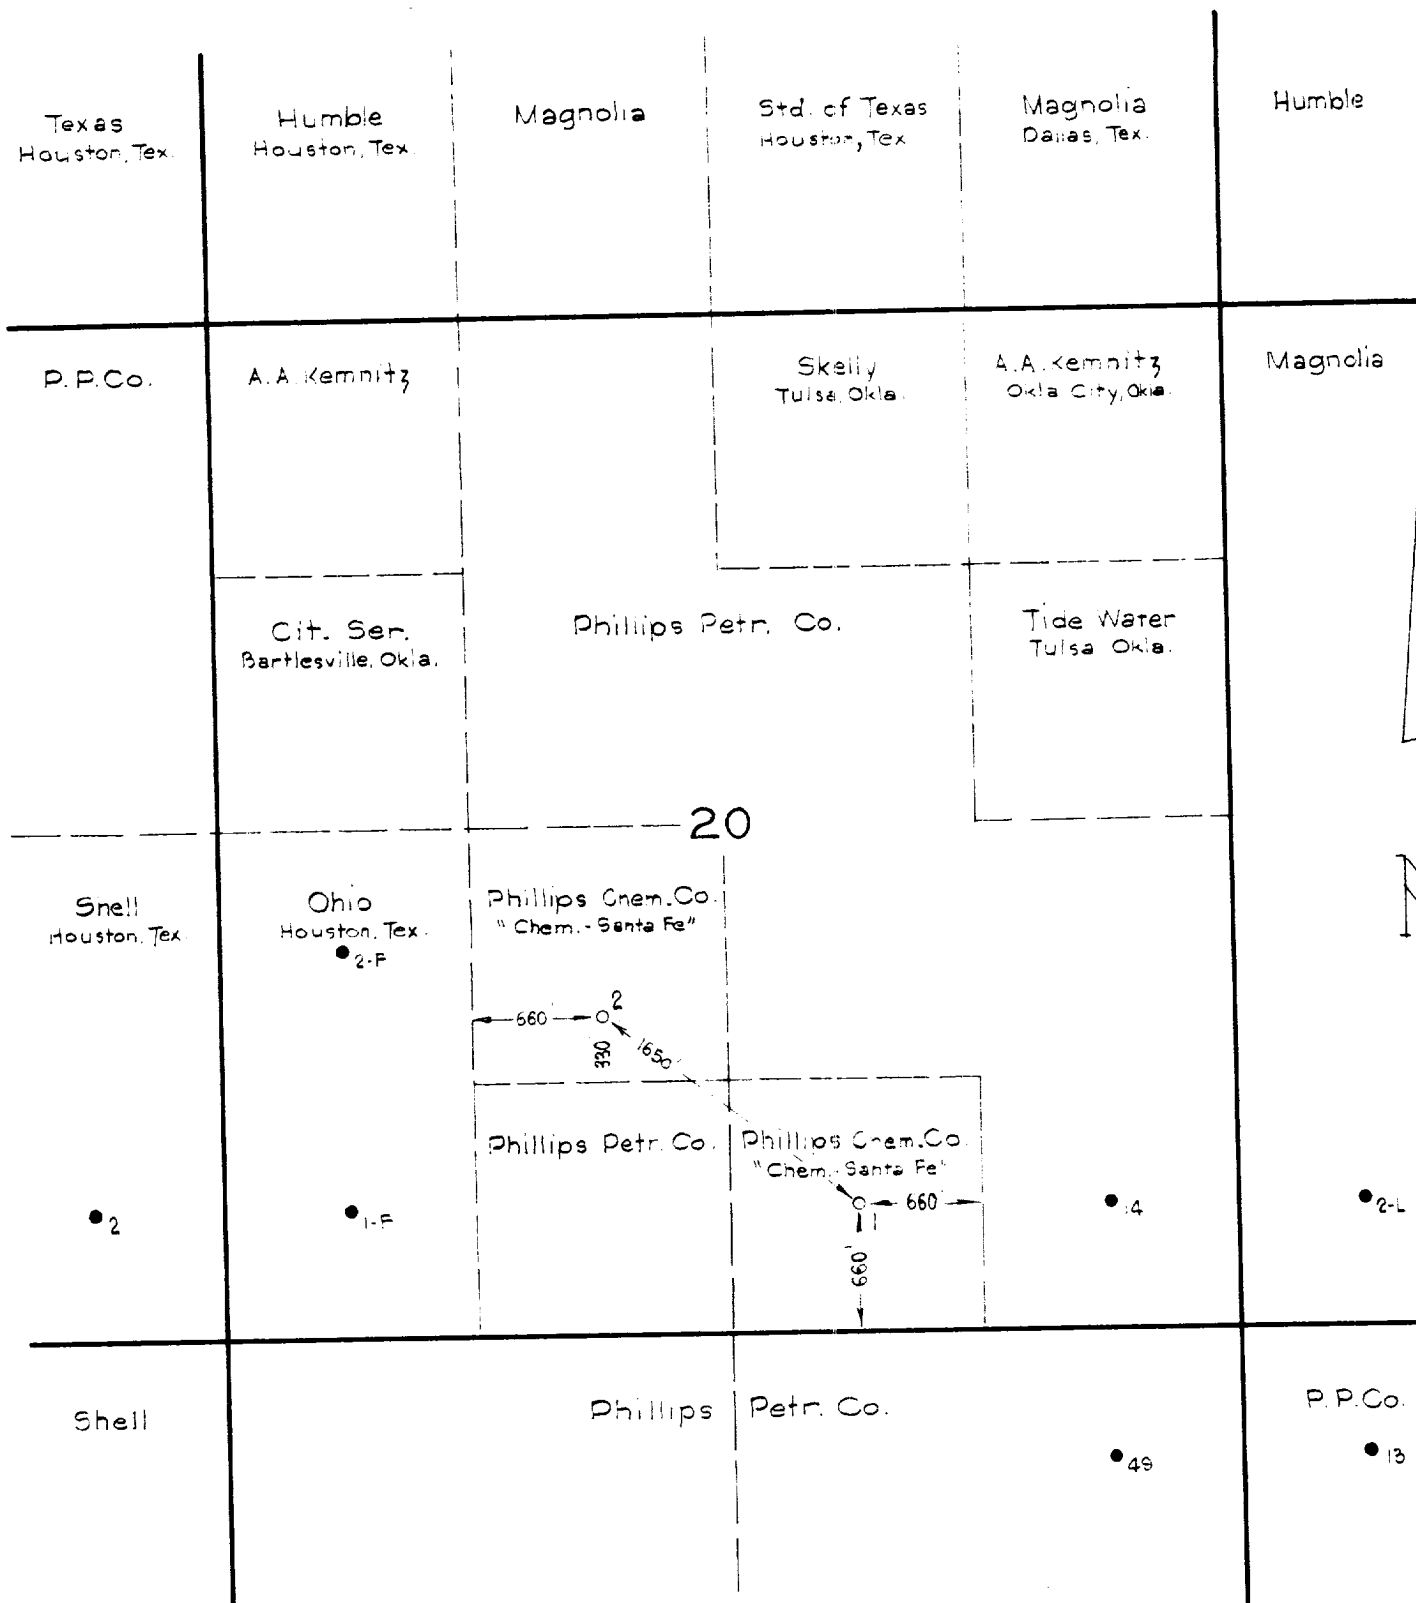 Texas
Houston, Tex.
Humble
Houston, Tex.
Magnolia
Std. of Texas
Houston, Tex
Magnolia
Dallas, Tex.
Humble
P.P.Co.
A.A. Kemnitz
Skelly
Tulsa, Okla.
A.A. Kemnitz
Okla City, Okla.
Magnolia
Cit. Ser.
Bartlesville, Okla.
Phillips Petr. Co.
Tide Water
Tulsa Okla.
20
Shell
Houston, Tex.
Ohio
Houston, Tex.
2-F
Phillips Chem. Co.
"Chem. - Santa Fe"
N
2
660'
330
1650'
Phillips Petr. Co.
Phillips Chem. Co.
"Chem. - Santa Fe"
2
1-F
1
660'
660'
14
2-L
Shell
Phillips Petr. Co.
P.P.Co.
13